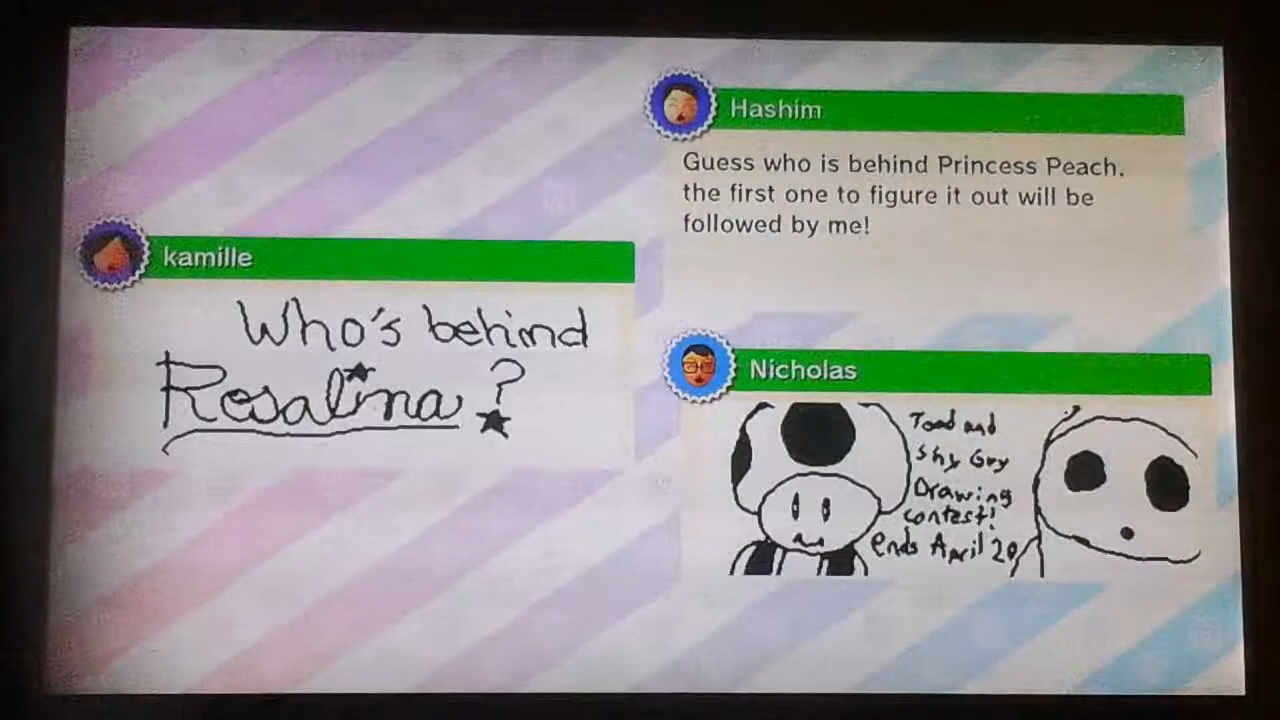 kamille
Who's behind
Rosalina?
Hashim
Guess who is behind Princess Peach,
the first one to figure it out will be
followed by me!
Nicholas
Toad and
Shy Guy
Drawing
contest!
ends April 20